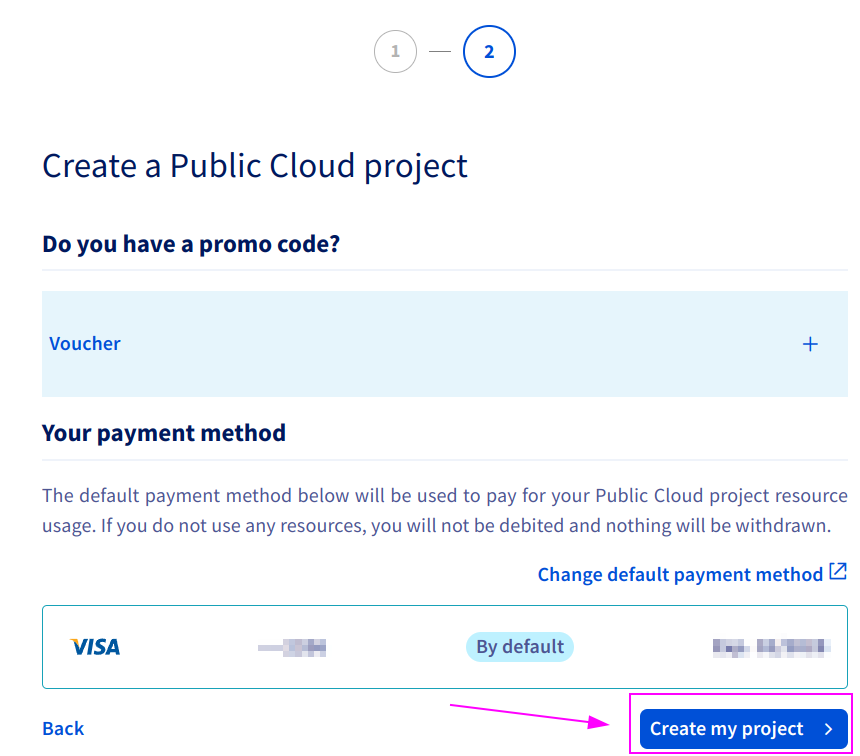 1
2
Create a Public Cloud project
Do you have a promo code?
Voucher
+
Your payment method
The default payment method below will be used to pay for your Public Cloud project resource
usage. If you do not use any resources, you will not be debited and nothing will be withdrawn.
Change default payment method
VISA By default
Back Create my project